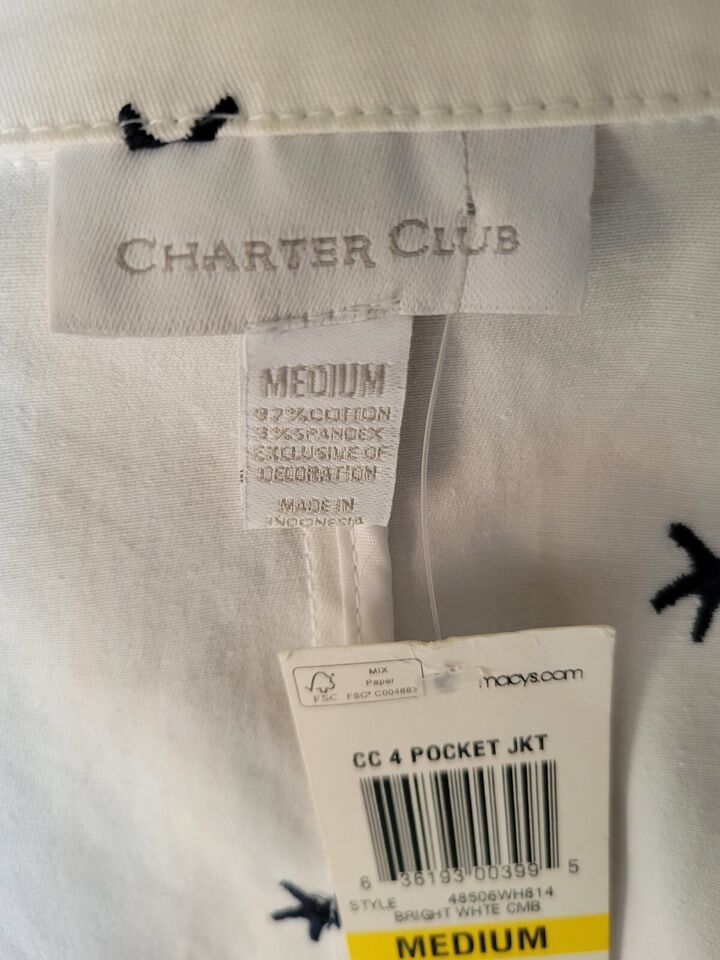 CHARTER CLUB
MEDIUM
97% COTTON
3% SPANDEX
EXCLUSIVE OF
DECORATION
MADE IN
INDONESIA
MIX
Paper
FSC
FSC® C004882
macys.com
CC 4 POCKET JKT
6 36193 00399 5
STYLE 48506WH814
BRIGHT WHTE CMB
MEDIUM